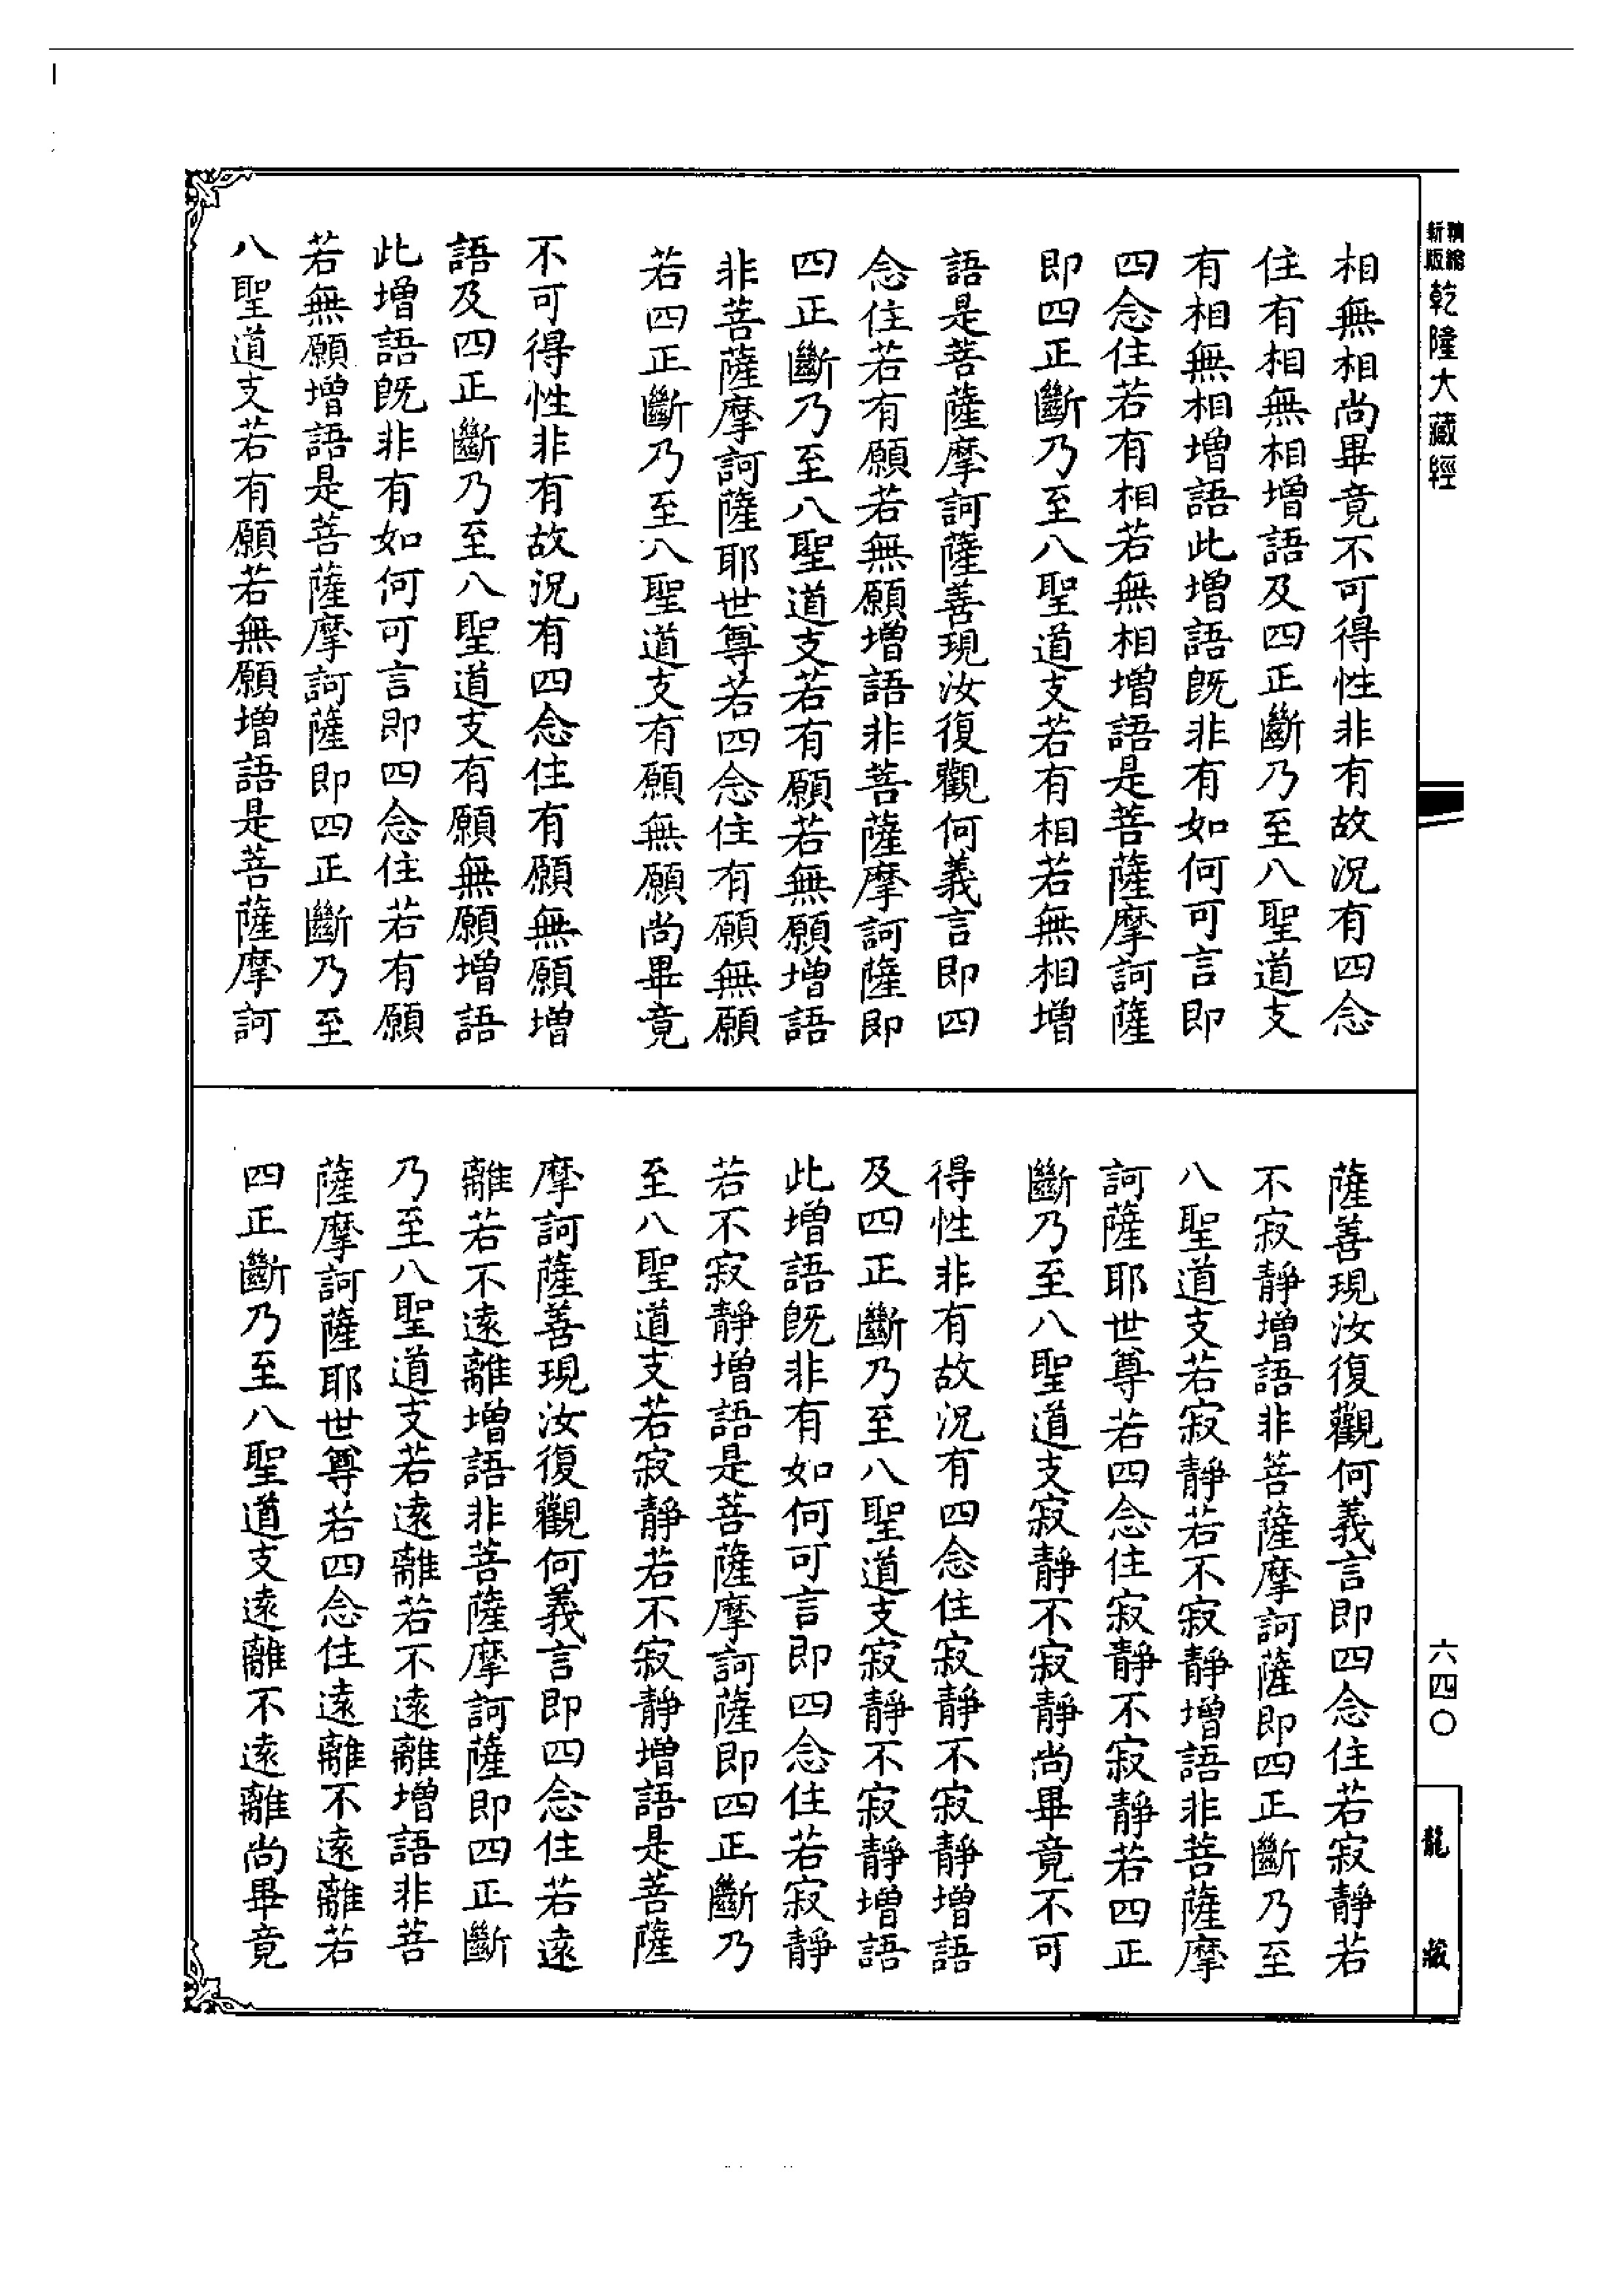 精縮新版乾隆大藏經
相無相尚畢竟不可得性非有故況有四念
住有相無相增語及四正斷乃至八聖道支
有相無相增語此增語既非有如何可言即
四念住若有相若無相增語是菩薩摩訶薩
即四正斷乃至八聖道支若有相若無相增
語是菩薩摩訶薩善現汝復觀何義言即四
念住若有願若無願增語非菩薩摩訶薩即
四正斷乃至八聖道支若有願若無願增語
非菩薩摩訶薩耶世尊若四念住有願無願
若四正斷乃至八聖道支有願無願尚畢竟
不可得性非有故況有四念住有願無願增
語及四正斷乃至八聖道支有願無願增語
此增語既非有如何可言即四念住若有願
若無願增語是菩薩摩訶薩即四正斷乃至
八聖道支若有願若無願增語是菩薩摩訶
薩善現汝復觀何義言即四念住若寂靜若
不寂靜增語非菩薩摩訶薩即四正斷乃至
八聖道支若寂靜若不寂靜增語非菩薩摩
訶薩耶世尊若四念住寂靜不寂靜若四正
斷乃至八聖道支寂靜不寂靜尚畢竟不可
得性非有故況有四念住寂靜不寂靜增語
及四正斷乃至八聖道支寂靜不寂靜增語
此增語既非有如何可言即四念住若寂靜
若不寂靜增語是菩薩摩訶薩即四正斷乃
至八聖道支若寂靜若不寂靜增語是菩薩
摩訶薩善現汝復觀何義言即四念住若遠
離若不遠離增語非菩薩摩訶薩即四正斷
乃至八聖道支若遠離若不遠離增語非菩
薩摩訶薩耶世尊若四念住遠離不遠離若
四正斷乃至八聖道支遠離不遠離尚畢竟
六四〇
龍藏